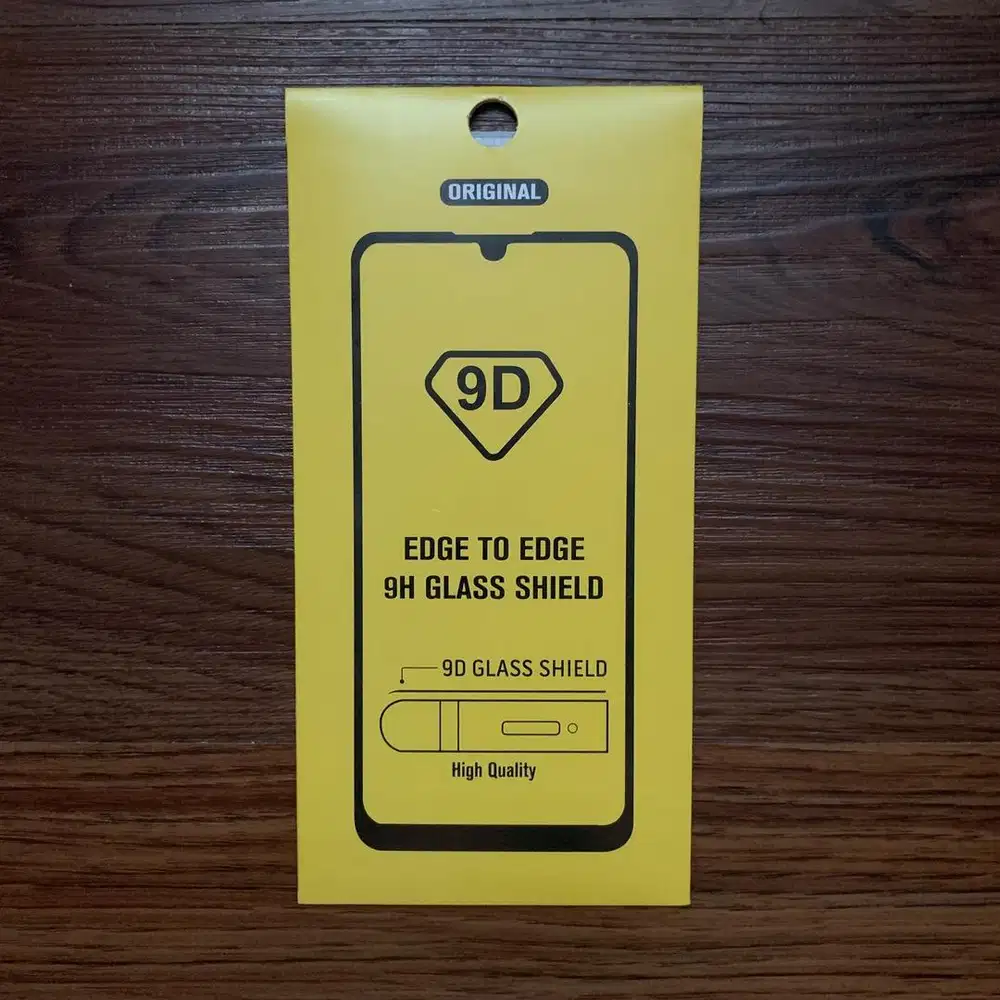 ORIGINAL
9D
EDGE TO EDGE
9H GLASS SHIELD
9D GLASS SHIELD
High Quality